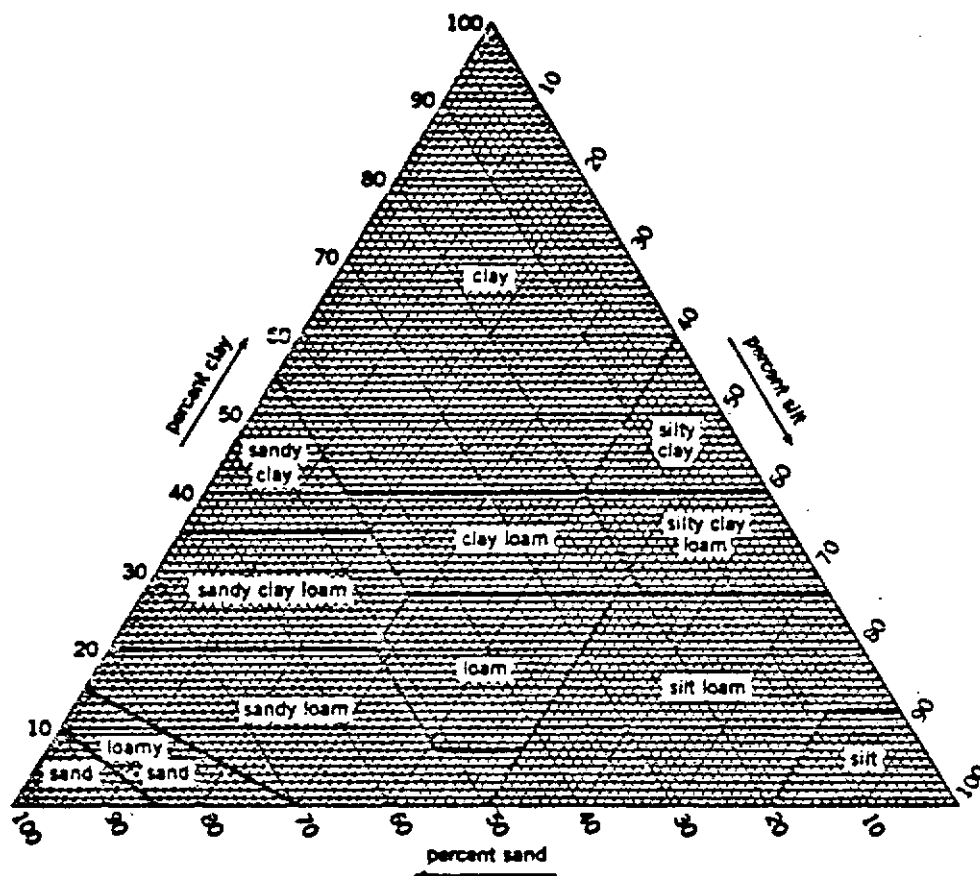 100
90
10
80
20
70
30
clay
60
40
percent clay
percent silt
50
50
silty
clay
sandy
clay
40
60
silty clay
loam
clay loam
70
30
sandy clay loam
80
20
loam
silt loam
sandy loam
90
10
loamy
sand
sand
silt
100
100
90
80
70
60
50
40
30
20
10
percent sand